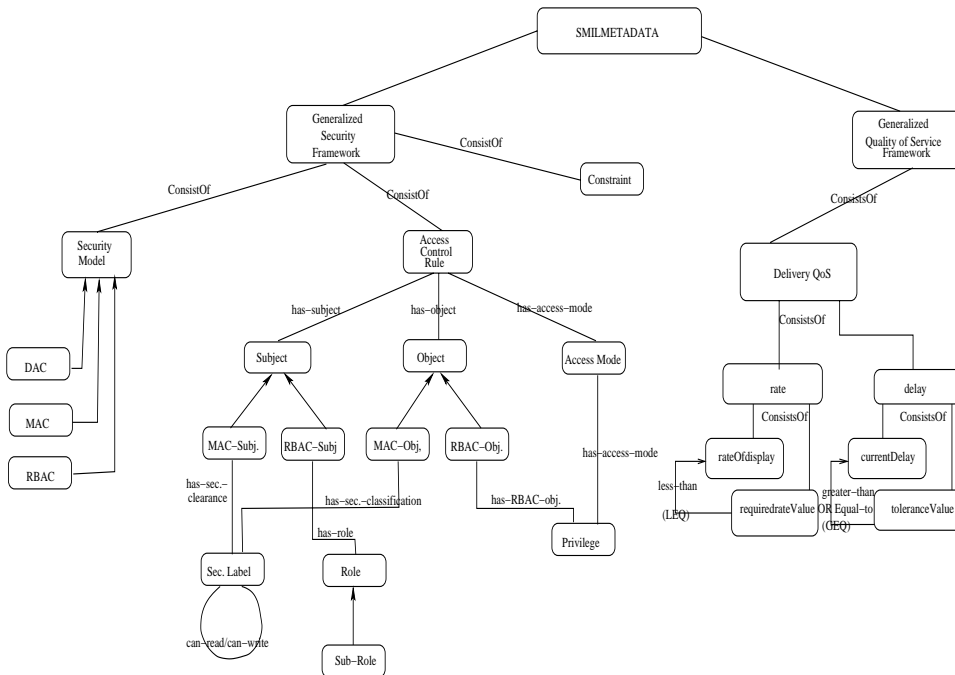 SMILMETADATA
Generalized
Security
Framework
Generalized
Quality of Service
Framework
ConsistOf
Constraint
ConsistOf
ConsistOf
ConsistsOf
Security
Model
Access
Control
Rule
Delivery QoS
has-subject
has-object
has-access-mode
ConsistsOf
DAC
Subject
Object
Access Mode
rate
delay
MAC
ConsistsOf
ConsistsOf
MAC-Subj.
RBAC-Subj
MAC-Obj,
RBAC-Obj.
has-access-mode
rateOfdisplay
currentDelay
RBAC
has-sec.-
clearance
has-sec.-classification
has-RBAC-obj.
less-than
(LEQ)
requiredrateValue
greater-than
OR Equal-to
(GEQ)
toleranceValue
has-role
Privilege
Sec. Label
Role
can-read/can-write
Sub-Role